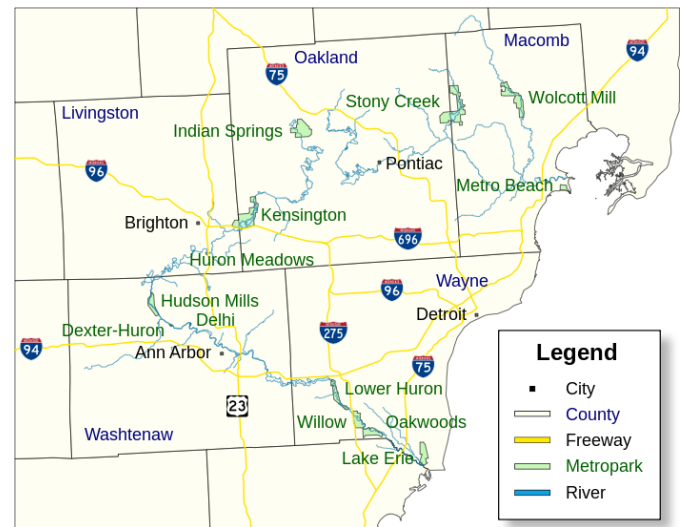 Macomb
94
Oakland
75
Stony Creek
Wolcott Mill
Livingston
Indian Springs
96
Pontiac
Metro Beach
Kensington
Brighton
696
Huron Meadows
Wayne
96
Hudson Mills
Delhi
Detroit
Dexter-Huron
275
94
Ann Arbor
75
Legend
City
County
Freeway
Metropark
River
Lower Huron
23
Willow
Oakwoods
Washtenaw
Lake Erie